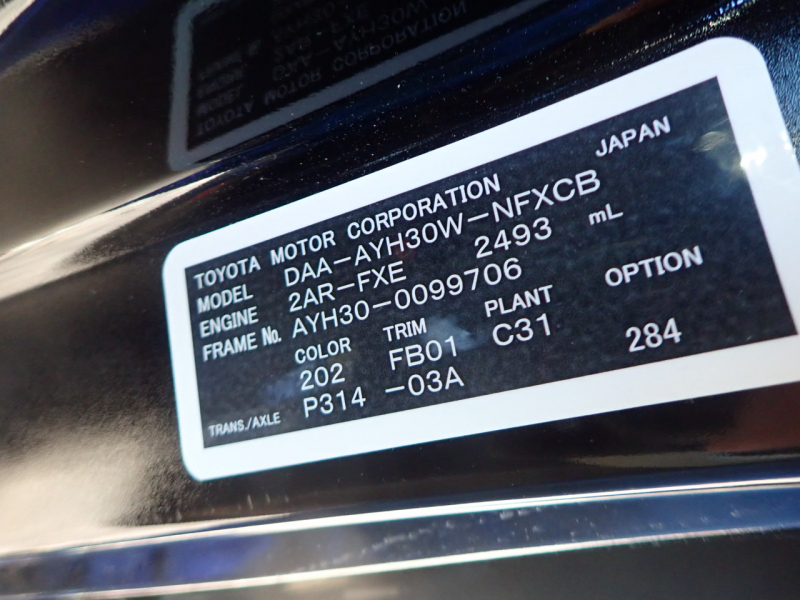 TOYOTA MOTOR CORPORATION JAPAN
MODEL DAA-AYH30W-NFXCB
ENGINE 2AR-FXE 2493 mL
FRAME No. AYH30-0099706
COLOR TRIM PLANT OPTION
202 FB01 C31 284
TRANS./AXLE P314 -03A